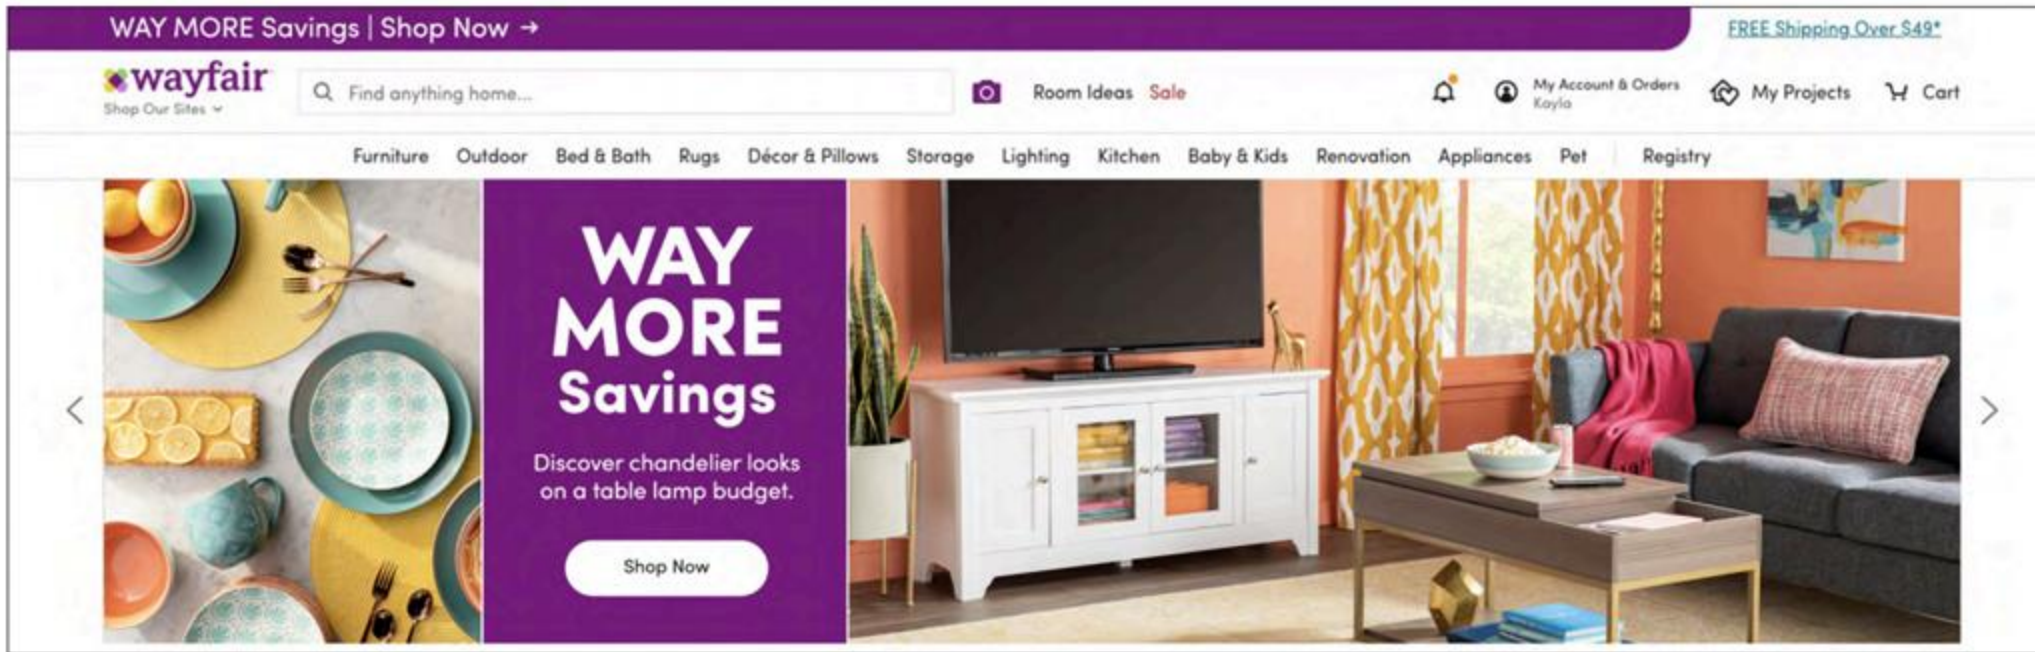 WAY MORE Savings | Shop Now →
FREE Shipping Over $49*
wayfair
Shop Our Sites
Find anything home...
Room Ideas
Sale
My Account & Orders
Kayla
My Projects
Cart
Furniture
Outdoor
Bed & Bath
Rugs
Décor & Pillows
Storage
Lighting
Kitchen
Baby & Kids
Renovation
Appliances
Pet
Registry
WAY
MORE
Savings
Discover chandelier looks
on a table lamp budget.
Shop Now